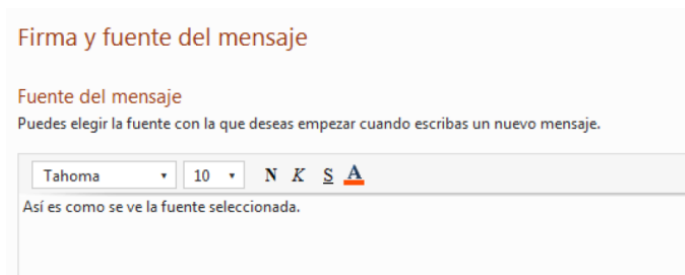 Firma y fuente del mensaje
Fuente del mensaje
Puedes elegir la fuente con la que deseas empezar cuando escribas un nuevo mensaje.
Tahoma 10 N K S A
Así es como se ve la fuente seleccionada.